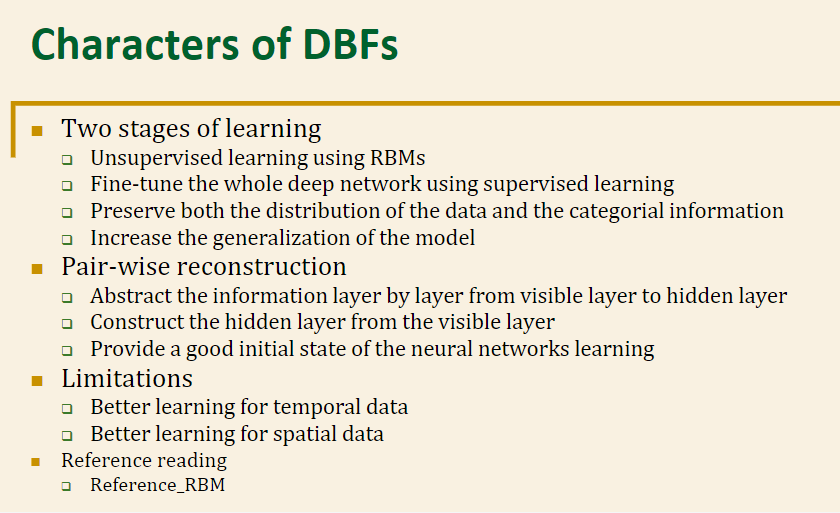 Characters of DBFs
Two stages of learning
Unsupervised learning using RBMs
Fine-tune the whole deep network using supervised learning
Preserve both the distribution of the data and the categorial information
Increase the generalization of the model
Pair-wise reconstruction
Abstract the information layer by layer from visible layer to hidden layer
Construct the hidden layer from the visible layer
Provide a good initial state of the neural networks learning
Limitations
Better learning for temporal data
Better learning for spatial data
Reference reading
Reference_RBM